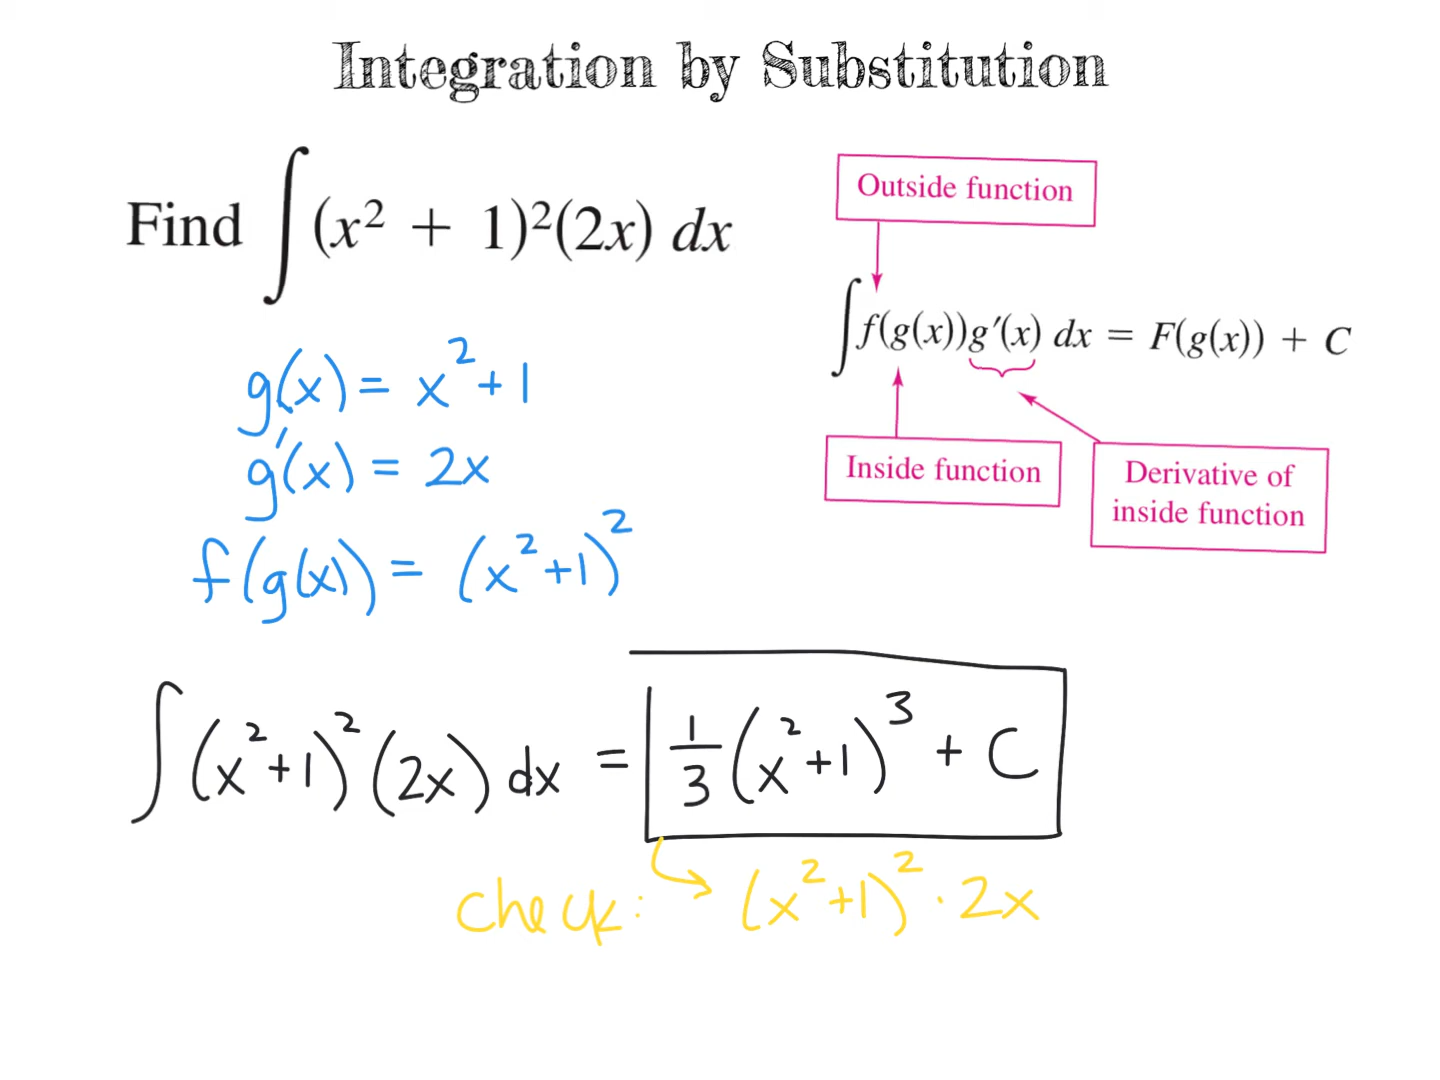 Integration by Substitution
Find ∫(x² + 1)²(2x) dx
Outside function
∫f(g(x))g′(x) dx = F(g(x)) + C
Inside function
Derivative of
inside function
g(x) = x² + 1
g′(x) = 2x
f(g(x)) = (x² + 1)²
∫(x² + 1)² (2x) dx = 1/3 (x² + 1)³ + C
check: (x² + 1)² · 2x